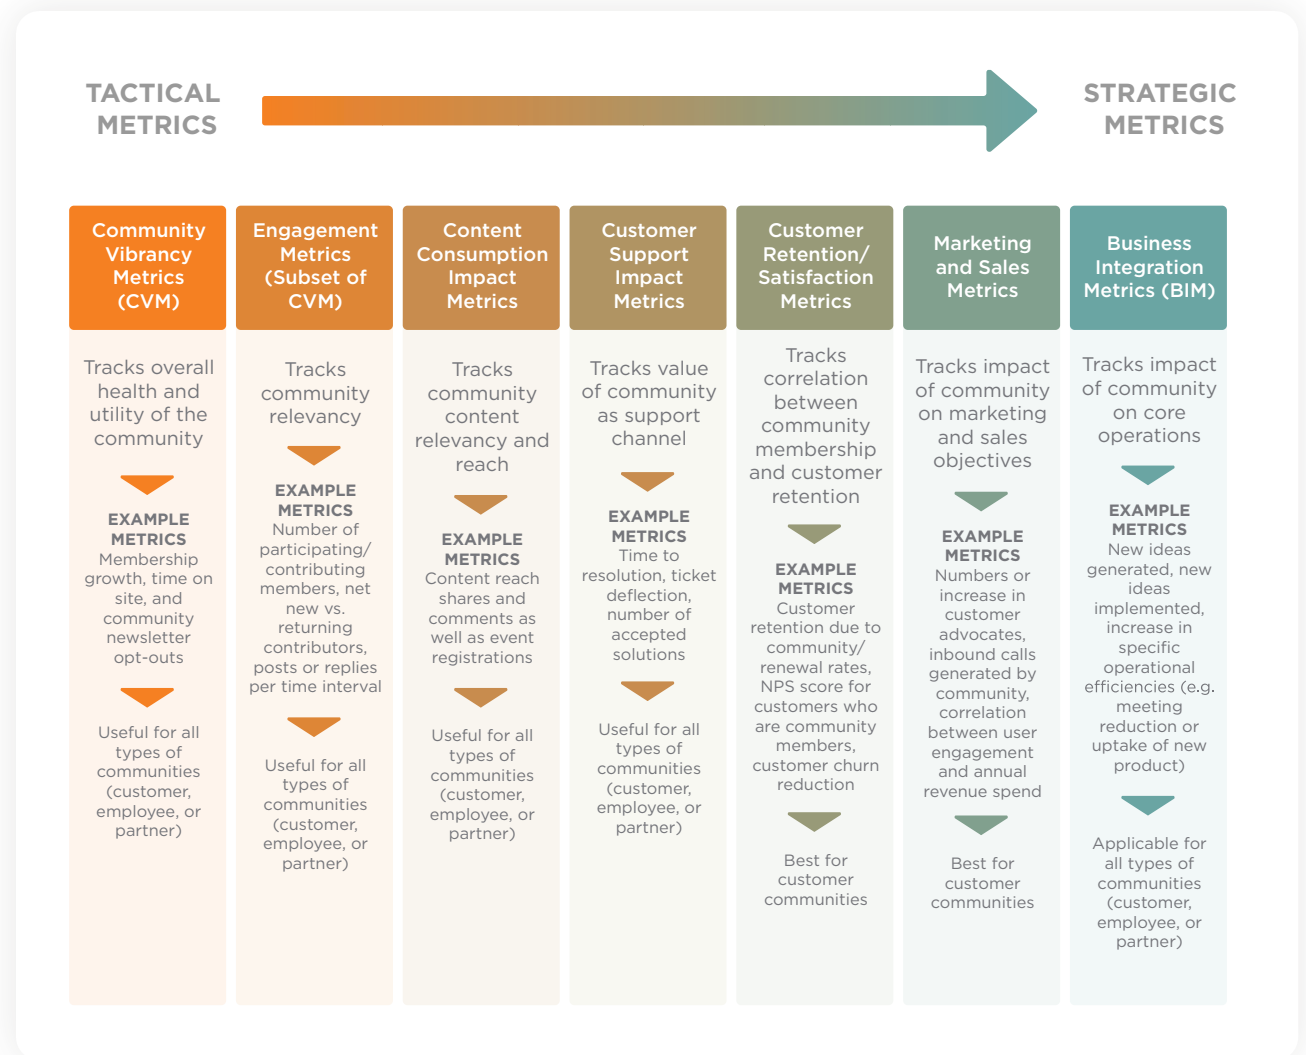 TACTICAL
METRICS
STRATEGIC
METRICS
Community
Vibrancy
Metrics
(CVM)
Tracks overall
health and
utility of the
community
EXAMPLE
METRICS
Membership
growth, time on
site, and
community
newsletter
opt-outs
Useful for all
types of
communities
(customer,
employee, or
partner)
Engagement
Metrics
(Subset of
CVM)
Tracks
community
relevancy
EXAMPLE
METRICS
Number of
participating/
contributing
members, net
new vs.
returning
contributors,
posts or replies
per time interval
Useful for all
types of
communities
(customer,
employee, or
partner)
Content
Consumption
Impact
Metrics
Tracks
community
content
relevancy and
reach
EXAMPLE
METRICS
Content reach
shares and
comments as
well as event
registrations
Useful for all
types of
communities
(customer,
employee, or
partner)
Customer
Support
Impact
Metrics
Tracks value
of community
as support
channel
EXAMPLE
METRICS
Time to
resolution, ticket
deflection,
number of
accepted
solutions
Useful for all
types of
communities
(customer,
employee, or
partner)
Customer
Retention/
Satisfaction
Metrics
Tracks
correlation
between
community
membership
and customer
retention
EXAMPLE
METRICS
Customer
retention due to
community/
renewal rates,
NPS score for
customers who
are community
members,
customer churn
reduction
Best for
customer
communities
Marketing
and Sales
Metrics
Tracks impact
of community
on marketing
and sales
objectives
EXAMPLE
METRICS
Numbers or
increase in
customer
advocates,
inbound calls
generated by
community,
correlation
between user
engagement
and annual
revenue spend
Best for
customer
communities
Business
Integration
Metrics (BIM)
Tracks impact
of community
on core
operations
EXAMPLE
METRICS
New ideas
generated, new
ideas
implemented,
increase in
specific
operational
efficiencies (e.g.
meeting
reduction or
uptake of new
product)
Applicable for
all types of
communities
(customer,
employee, or
partner)